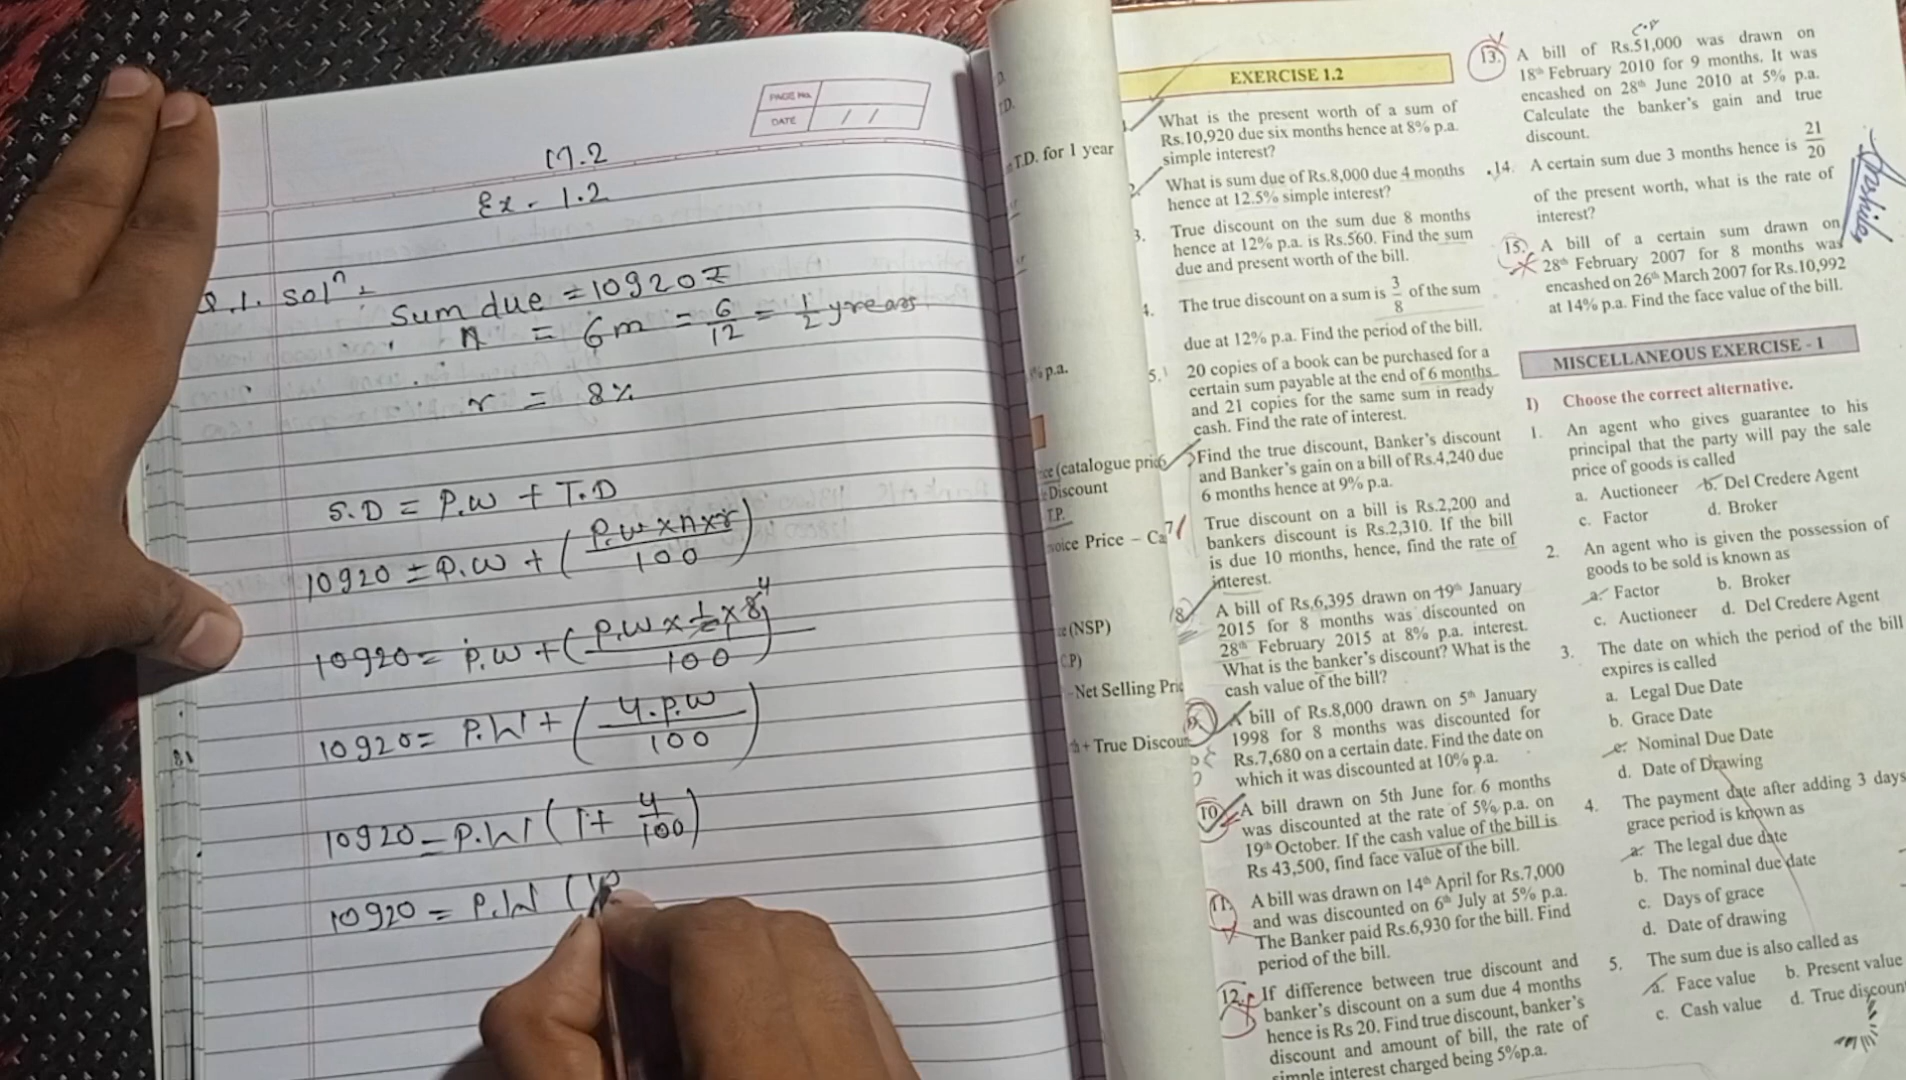 PAGE No.
DATE / /
M.2
Ex - 1.2
Q.1. solⁿ :
Sum due = 10920 ₹
n = 6m = 6/12 = 1/2 years
r = 8%
S.D = P.W + T.D
10920 = P.W + (P.W x n x r / 100)
10920 = P.W + (P.W x 1/2 x 8 4 / 100)
10920 = P.W + (4.P.W / 100)
10920 = P.W (1 + 4/100)
10920 = P.W (
T.D. for 1 year
% p.a.
(catalogue price
Discount
T.P.
voice Price – Ca
(NSP)
CP)
Net Selling Pric
+ True Discoun
EXERCISE 1.2
What is the present worth of a sum of
Rs.10,920 due six months hence at 8% p.a.
simple interest?
What is sum due of Rs.8,000 due 4 months
hence at 12.5% simple interest?
3. True discount on the sum due 8 months
hence at 12% p.a. is Rs.560. Find the sum
due and present worth of the bill.
4. The true discount on a sum is 3/8 of the sum
due at 12% p.a. Find the period of the bill.
5. 20 copies of a book can be purchased for a
certain sum payable at the end of 6 months
and 21 copies for the same sum in ready
cash. Find the rate of interest.
Find the true discount, Banker's discount
and Banker's gain on a bill of Rs.4,240 due
6 months hence at 9% p.a.
7 True discount on a bill is Rs.2,200 and
bankers discount is Rs.2,310. If the bill
is due 10 months, hence, find the rate of
interest.
8 A bill of Rs.6,395 drawn on 19th January
2015 for 8 months was discounted on
28th February 2015 at 8% p.a. interest.
What is the banker's discount? What is the
cash value of the bill?
A bill of Rs.8,000 drawn on 5th January
1998 for 8 months was discounted for
Rs.7,680 on a certain date. Find the date on
which it was discounted at 10% p.a.
10. A bill drawn on 5th June for 6 months
was discounted at the rate of 5% p.a. on
19th October. If the cash value of the bill is
Rs 43,500, find face value of the bill.
11. A bill was drawn on 14th April for Rs.7,000
and was discounted on 6th July at 5% p.a.
The Banker paid Rs.6,930 for the bill. Find
period of the bill.
12. If difference between true discount and
banker's discount on a sum due 4 months
hence is Rs 20. Find true discount, banker's
discount and amount of bill, the rate of
simple interest charged being 5%p.a.
C.P
13. A bill of Rs.51,000 was drawn on
18th February 2010 for 9 months. It was
encashed on 28th June 2010 at 5% p.a.
Calculate the banker's gain and true
discount.
14. A certain sum due 3 months hence is 21/20
of the present worth, what is the rate of
interest?
15. A bill of a certain sum drawn on
28th February 2007 for 8 months was
encashed on 26th March 2007 for Rs.10,992
at 14% p.a. Find the face value of the bill.
MISCELLANEOUS EXERCISE - 1
I) Choose the correct alternative.
1. An agent who gives guarantee to his
principal that the party will pay the sale
price of goods is called
a. Auctioneer b. Del Credere Agent
c. Factor d. Broker
2. An agent who is given the possession of
goods to be sold is known as
a. Factor b. Broker
c. Auctioneer d. Del Credere Agent
3. The date on which the period of the bill
expires is called
a. Legal Due Date
b. Grace Date
c. Nominal Due Date
d. Date of Drawing
4. The payment date after adding 3 days
grace period is known as
a. The legal due date
b. The nominal due date
c. Days of grace
d. Date of drawing
5. The sum due is also called as
a. Face value b. Present value
c. Cash value d. True discoun